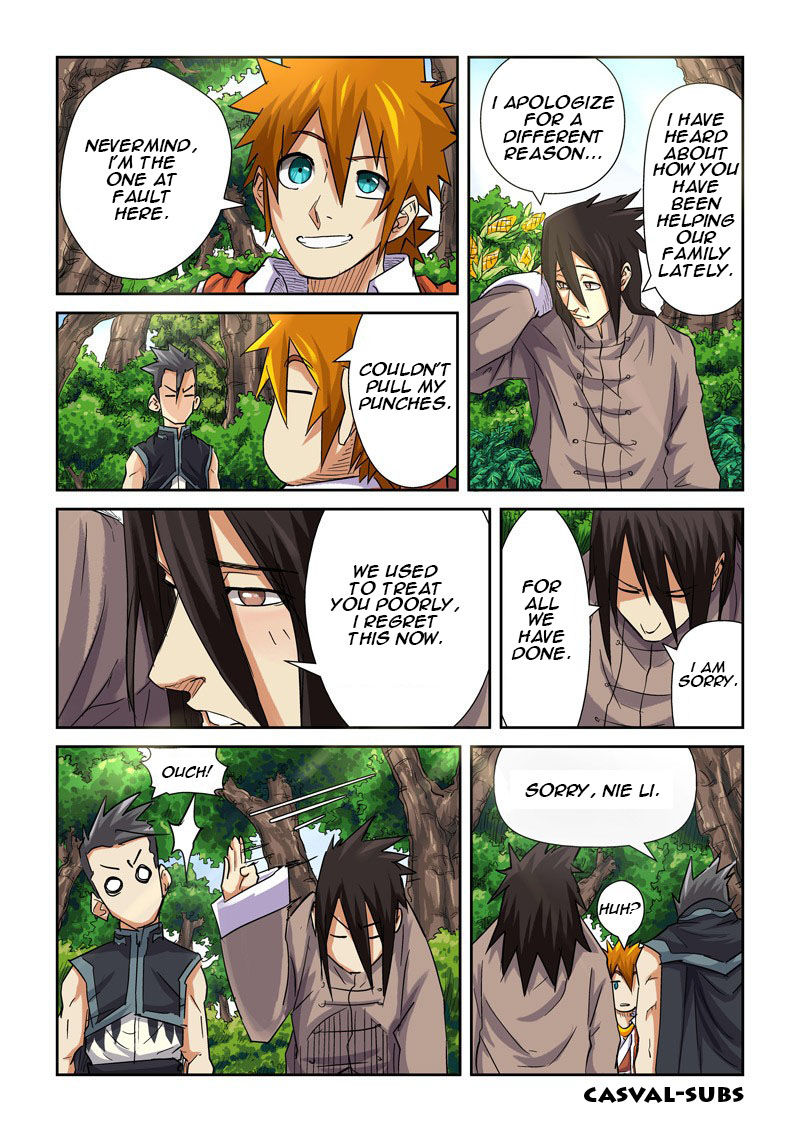 NEVERMIND,
I'M THE
ONE AT
FAULT
HERE.
I APOLOGIZE
FOR A
DIFFERENT
REASON...
I HAVE
HEARD
ABOUT
HOW YOU
HAVE
BEEN
HELPING
OUR
FAMILY
LATELY.
COULDN'T
PULL MY
PUNCHES.
WE USED
TO TREAT
YOU POORLY,
I REGRET
THIS NOW.
FOR
ALL
WE
HAVE
DONE.
I AM
SORRY.
OUCH!
SORRY, NIE LI.
HUH?
CASVAL-SUBS